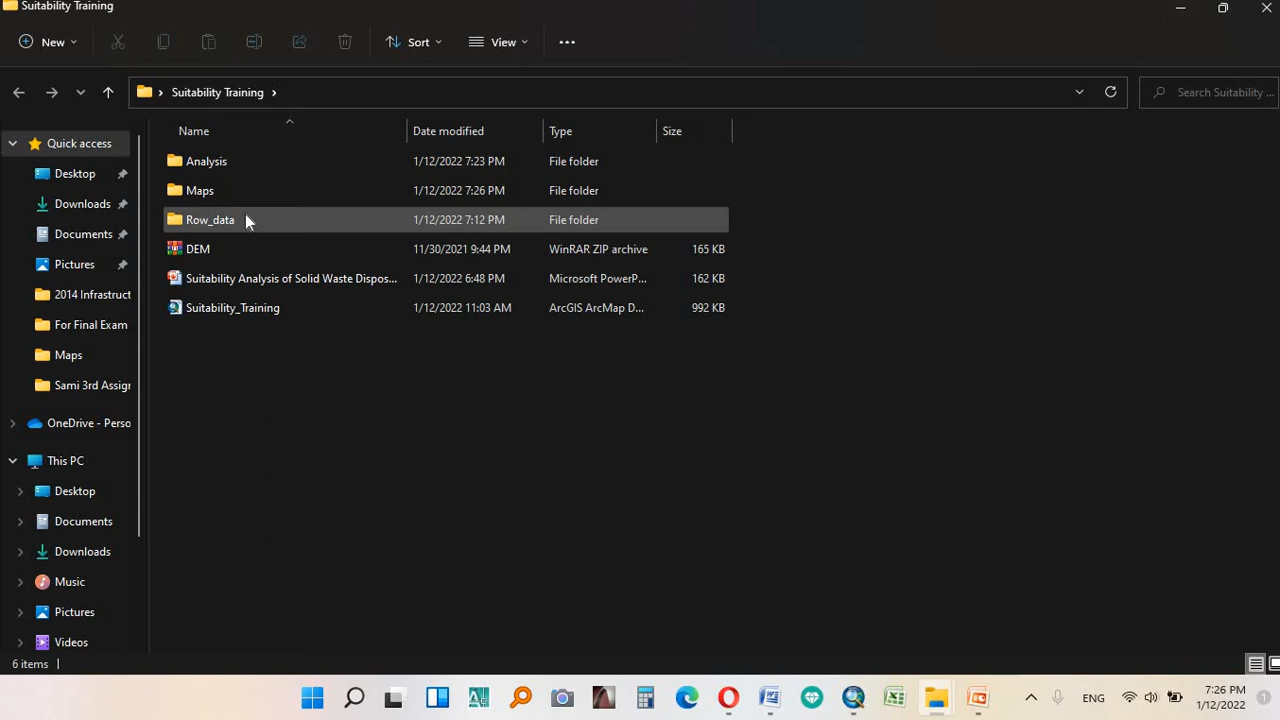 Suitability Training
New Sort View
Suitability Training Search Suitability ...
Name Date modified Type Size
Quick access
Desktop
Downloads
Documents
Pictures
2014 Infrastruct
For Final Exam
Maps
Sami 3rd Assign
OneDrive - Perso
This PC
Desktop
Documents
Downloads
Music
Pictures
Videos
Analysis 1/12/2022 7:23 PM File folder
Maps 1/12/2022 7:26 PM File folder
Row_data 1/12/2022 7:12 PM File folder
DEM 11/30/2021 9:44 PM WinRAR ZIP archive 165 KB
Suitability Analysis of Solid Waste Dispos... 1/12/2022 6:48 PM Microsoft PowerP... 162 KB
Suitability_Training 1/12/2022 11:03 AM ArcGIS ArcMap D... 992 KB
6 items
ENG 7:26 PM
1/12/2022 1